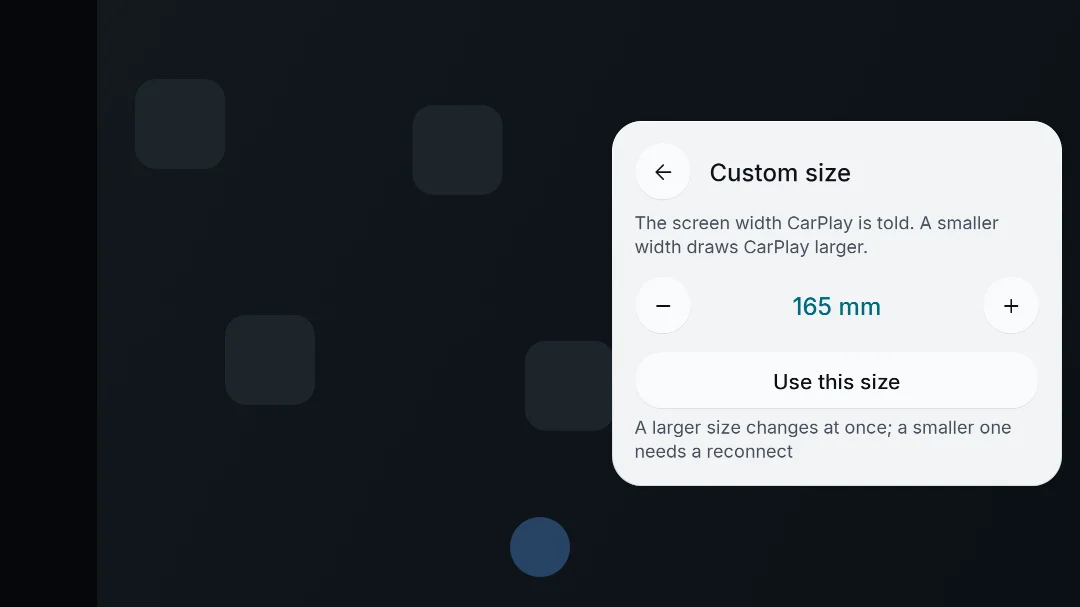 Custom size
The screen width CarPlay is told. A smaller
width draws CarPlay larger.
− 165 mm +
Use this size
A larger size changes at once; a smaller one
needs a reconnect